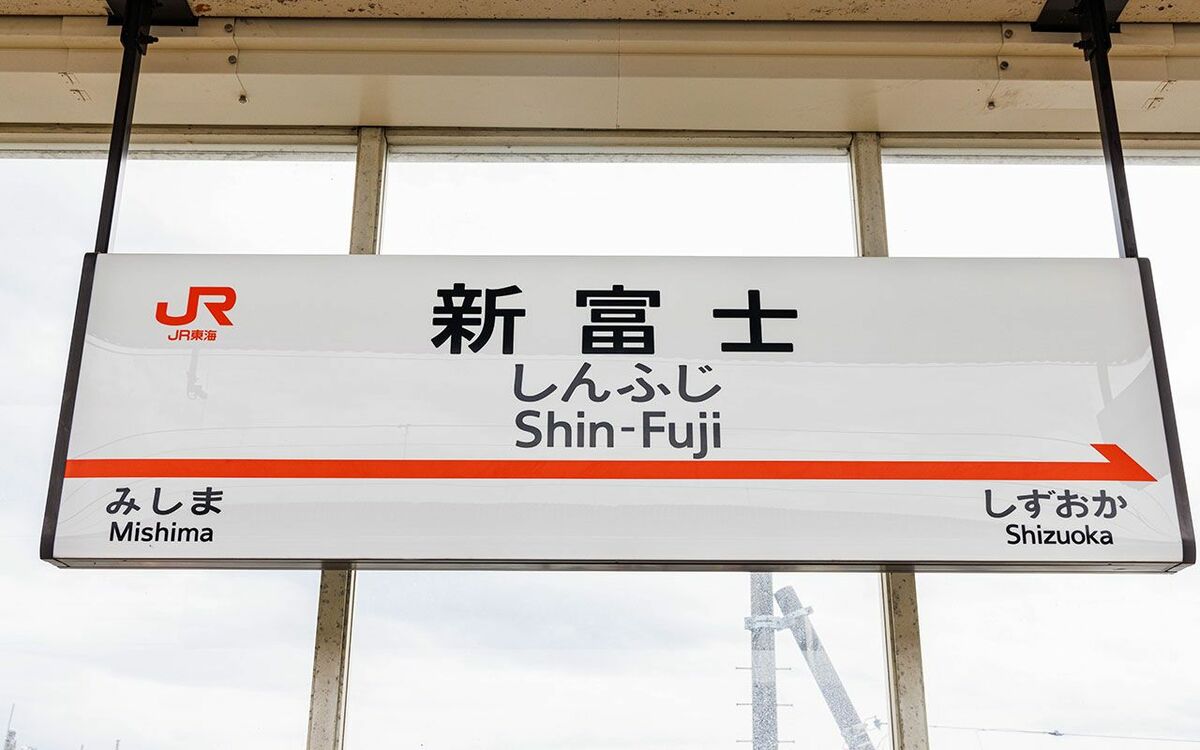 JR
JR東海
新富士
しんふじ
Shin-Fuji
みしま
Mishima
しずおか
Shizuoka